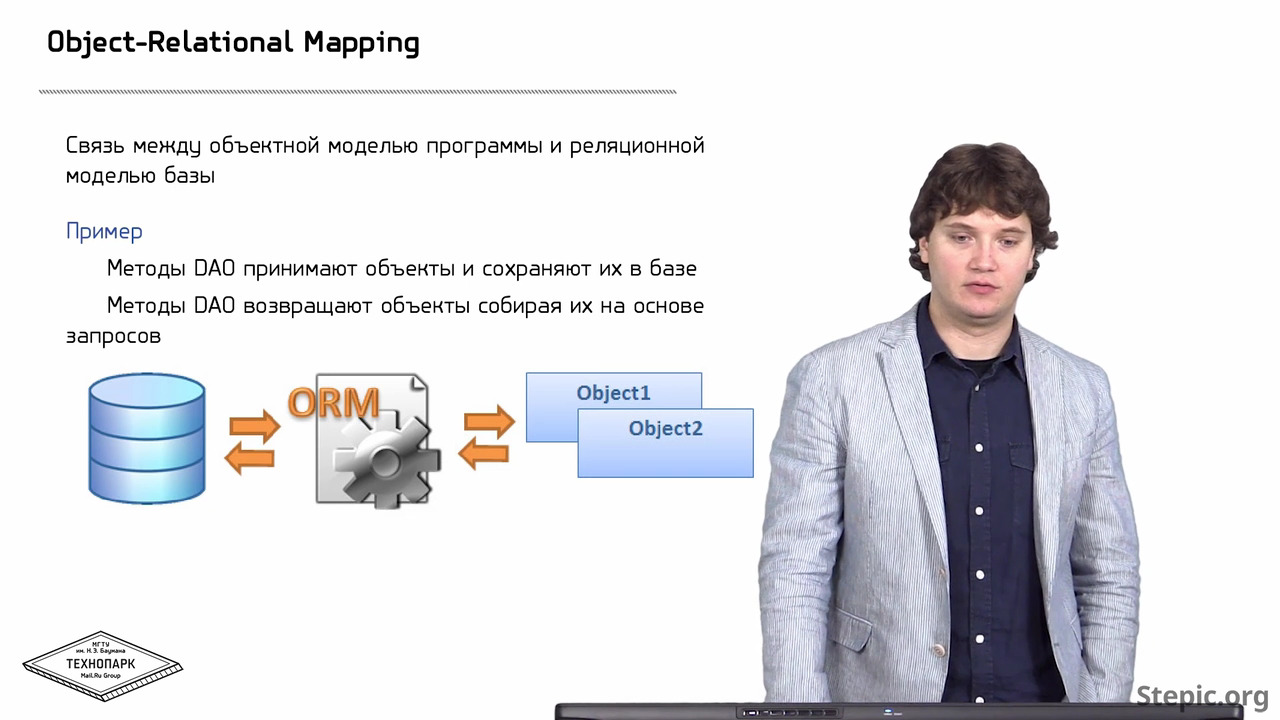 Object-Relational Mapping
Связь между объектной моделью программы и реляционной
моделью базы
Пример
Методы DAO принимают объекты и сохраняют их в базе
Методы DAO возвращают объекты собирая их на основе
запросов
ORM
Object1
Object2
МГТУ
им. Н.Э. Баумана
ТЕХНОПАРК
Mail.Ru Group
Stepic.org